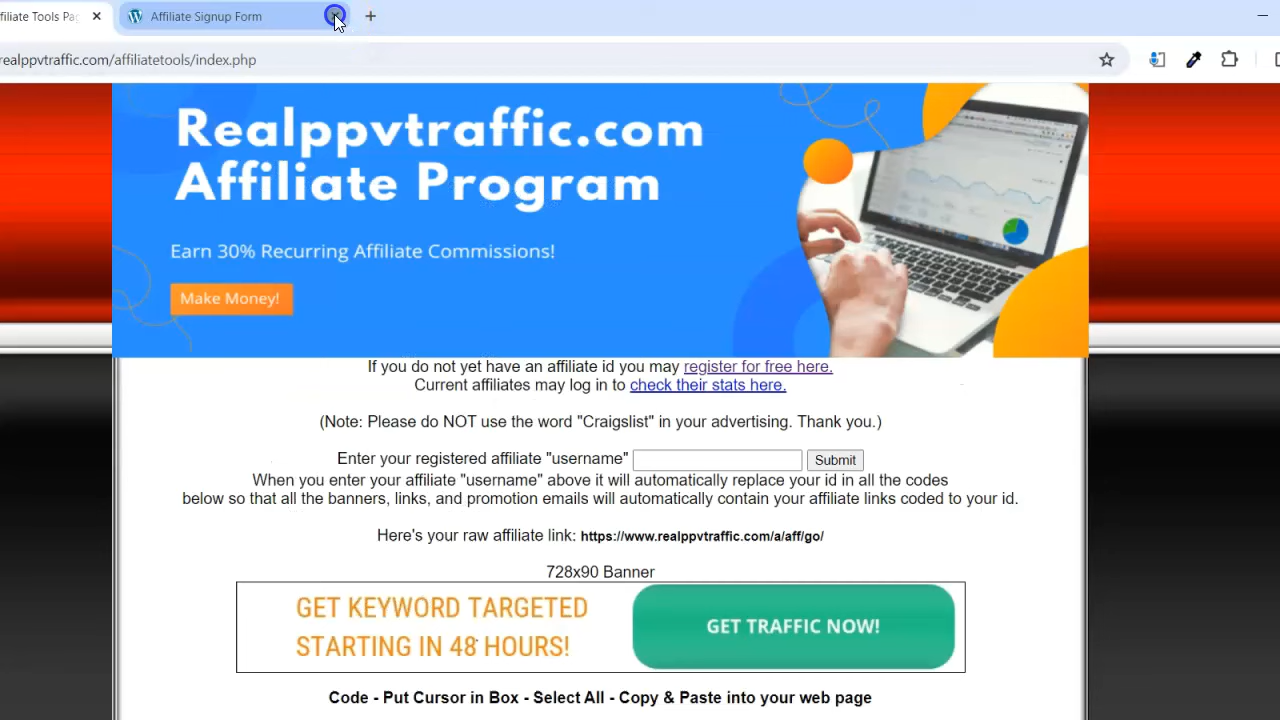 filiate Tools Pag
Affiliate Signup Form
realppvtraffic.com/affiliatetools/index.php
Realppvtraffic.com
Affiliate Program
Earn 30% Recurring Affiliate Commissions!
Make Money!
If you do not yet have an affiliate id you may register for free here.
Current affiliates may log in to check their stats here.
(Note: Please do NOT use the word "Craigslist" in your advertising. Thank you.)
Enter your registered affiliate "username" Submit
When you enter your affiliate "username" above it will automatically replace your id in all the codes
below so that all the banners, links, and promotion emails will automatically contain your affiliate links coded to your id.
Here's your raw affiliate link: https://www.realppvtraffic.com/a/aff/go/
728x90 Banner
GET KEYWORD TARGETED
STARTING IN 48 HOURS!
GET TRAFFIC NOW!
Code - Put Cursor in Box - Select All - Copy & Paste into your web page